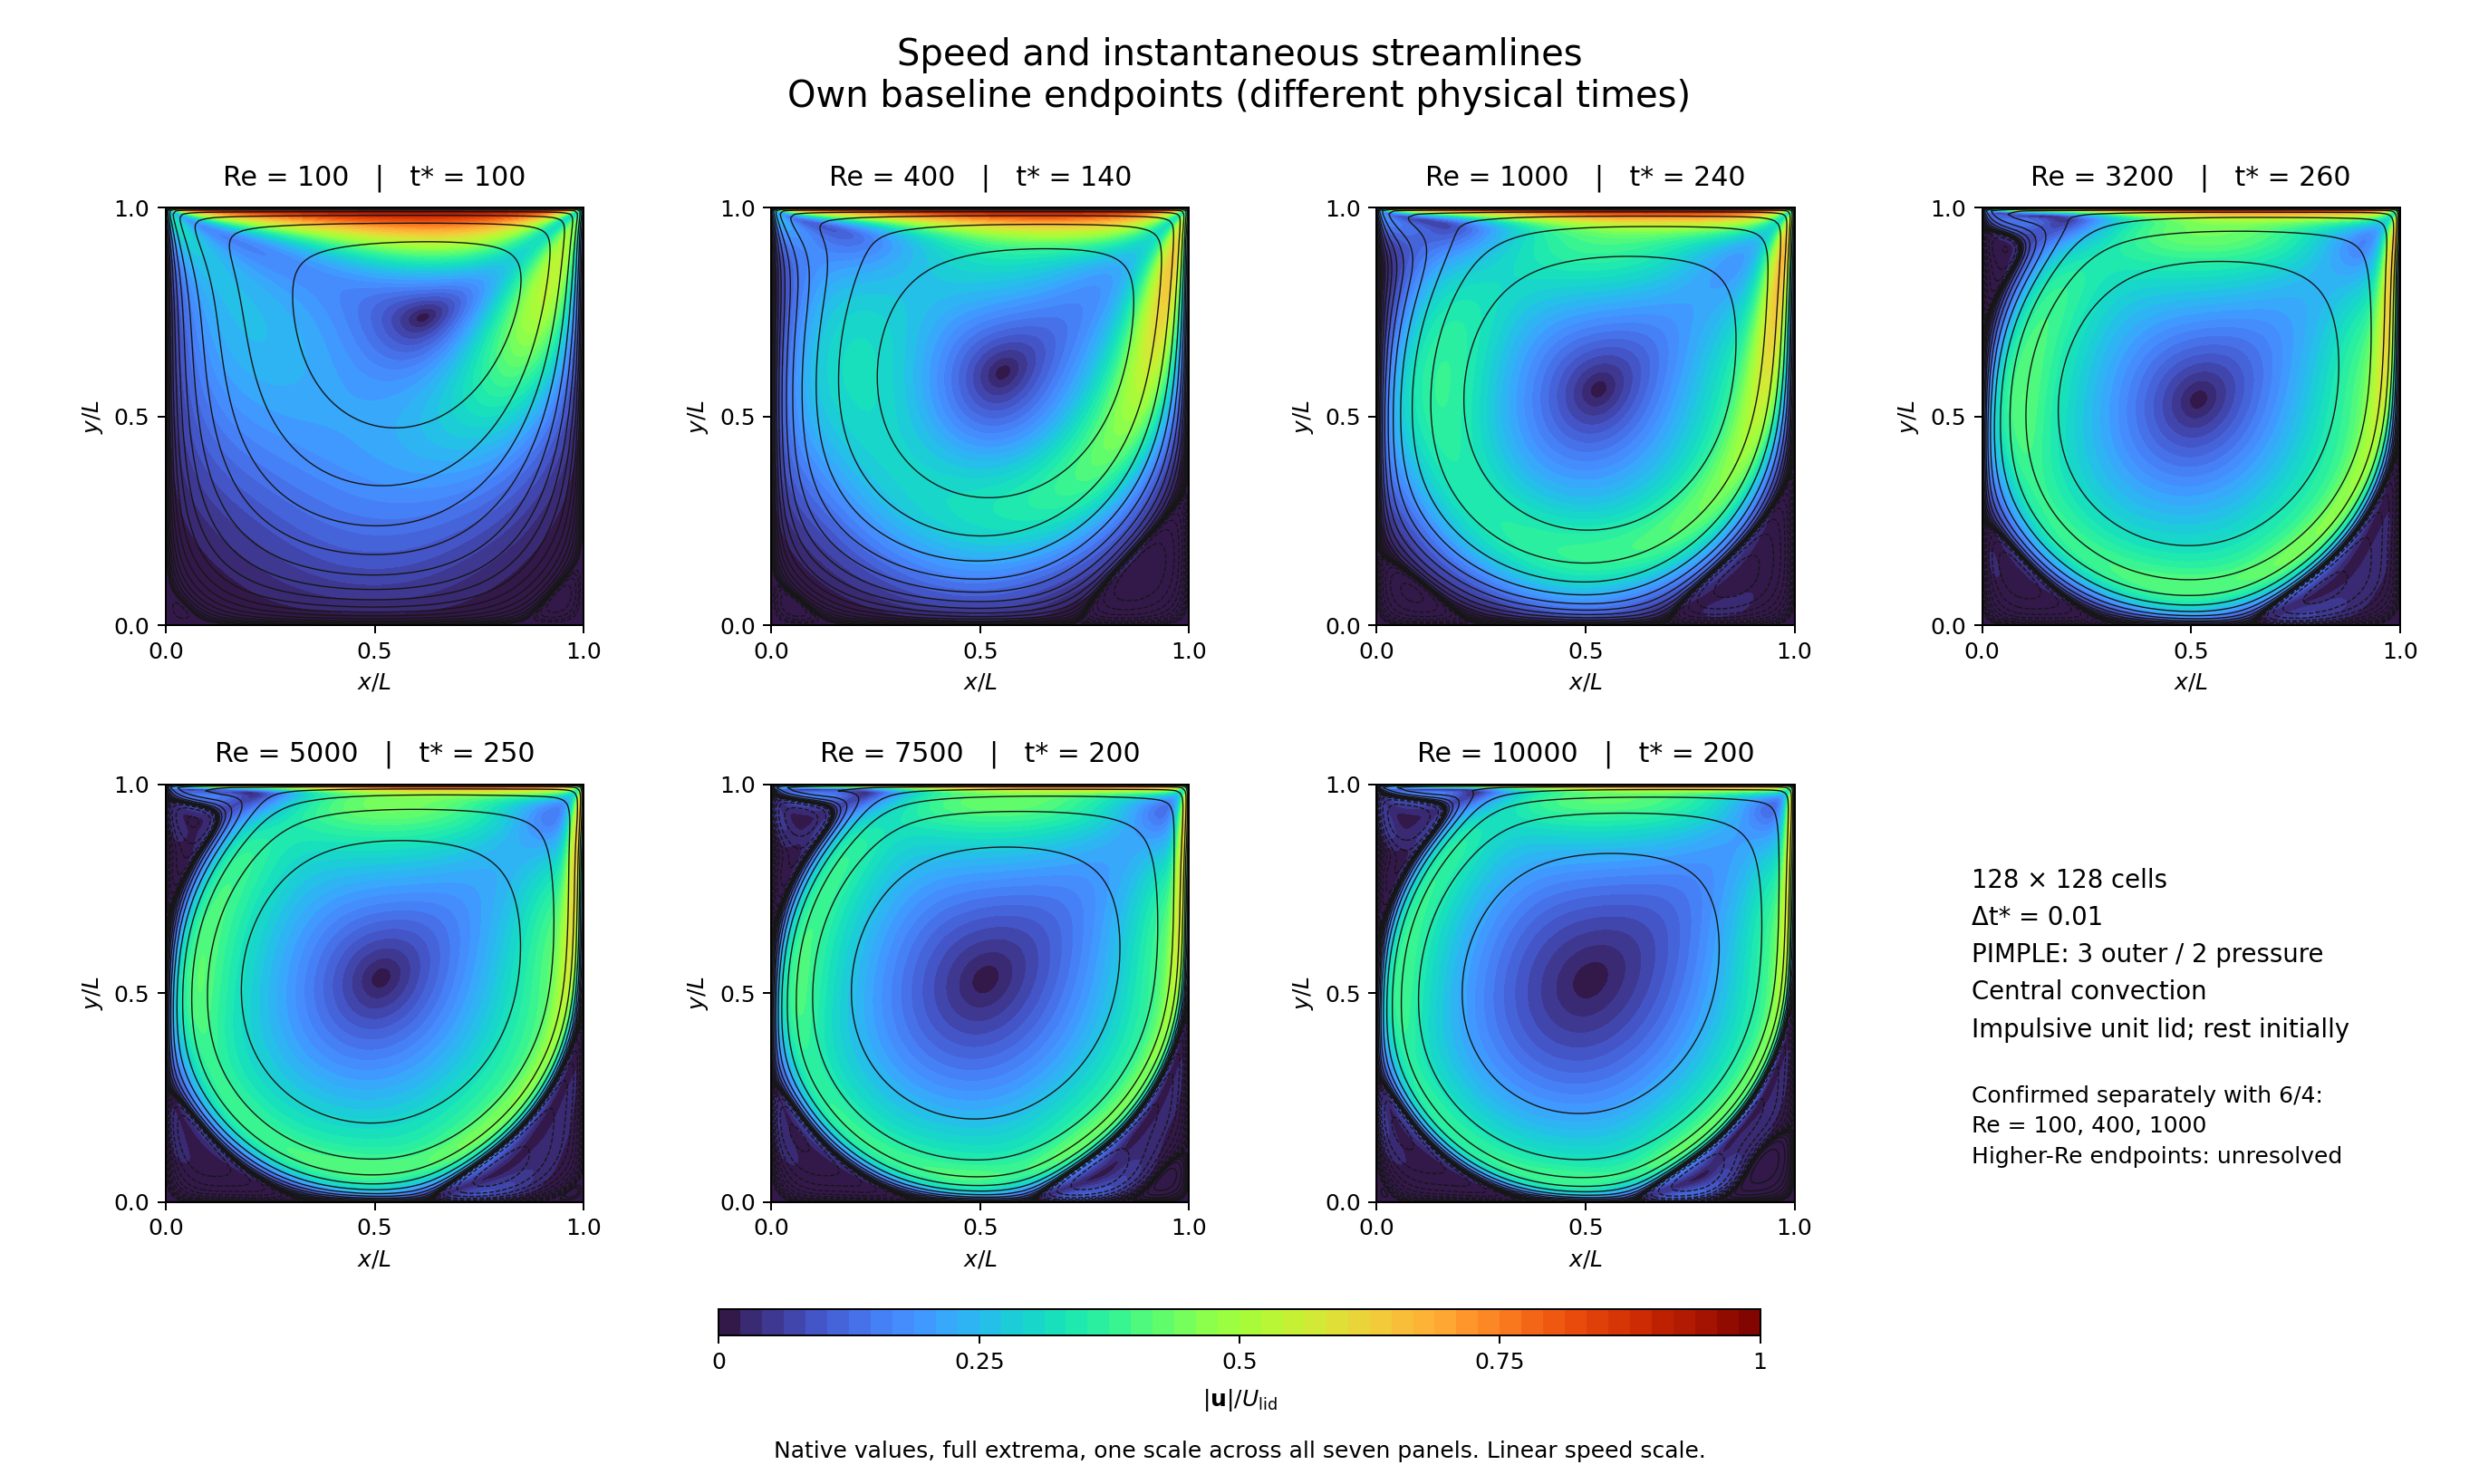 Speed and instantaneous streamlines
Own baseline endpoints (different physical times)
Re = 100   |   t* = 100
1.0
0.5
0.0
y/L
0.0
0.5
1.0
x/L
Re = 400   |   t* = 140
1.0
0.5
0.0
y/L
0.0
0.5
1.0
x/L
Re = 1000   |   t* = 240
1.0
0.5
0.0
y/L
0.0
0.5
1.0
x/L
Re = 3200   |   t* = 260
1.0
0.5
0.0
y/L
0.0
0.5
1.0
x/L
Re = 5000   |   t* = 250
1.0
0.5
0.0
y/L
0.0
0.5
1.0
x/L
Re = 7500   |   t* = 200
1.0
0.5
0.0
y/L
0.0
0.5
1.0
x/L
Re = 10000   |   t* = 200
1.0
0.5
0.0
y/L
0.0
0.5
1.0
x/L
128 × 128 cells
Δt* = 0.01
PIMPLE: 3 outer / 2 pressure
Central convection
Impulsive unit lid; rest initially
Confirmed separately with 6/4:
Re = 100, 400, 1000
Higher-Re endpoints: unresolved
0
0.25
0.5
0.75
1
|u|/U_lid
Native values, full extrema, one scale across all seven panels. Linear speed scale.